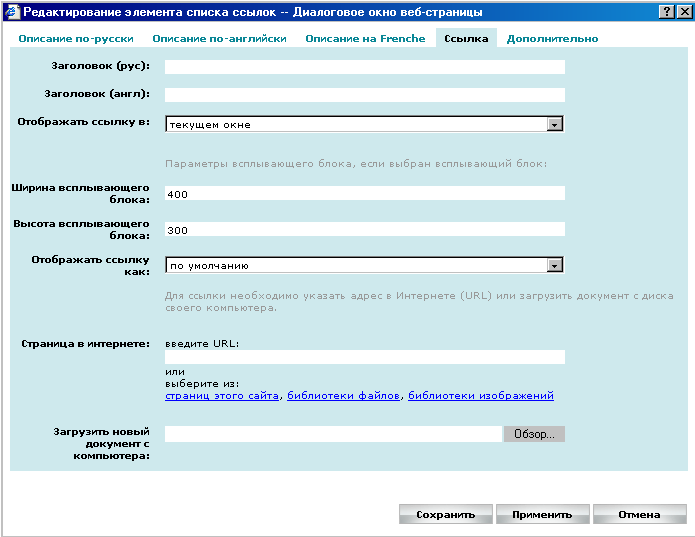 Редактирование элемента списка ссылок -- Диалоговое окно веб-страницы
Описание по-русски Описание по-английски Описание на Frenche Ссылка Дополнительно
Заголовок (рус):
Заголовок (англ):
Отображать ссылку в: текущем окне
Параметры всплывающего блока, если выбран всплывающий блок:
Ширина всплывающего
блока: 400
Высота всплывающего
блока: 300
Отображать ссылку
как: по умолчанию
Для ссылки необходимо указать адрес в Интернете (URL) или загрузить документ с диска
своего компьютера.
Страница в интернете: введите URL:
или
выберите из:
страниц этого сайта, библиотеки файлов, библиотеки изображений
Загрузить новый
документ с
компьютера:
Обзор...
Сохранить Применить Отмена